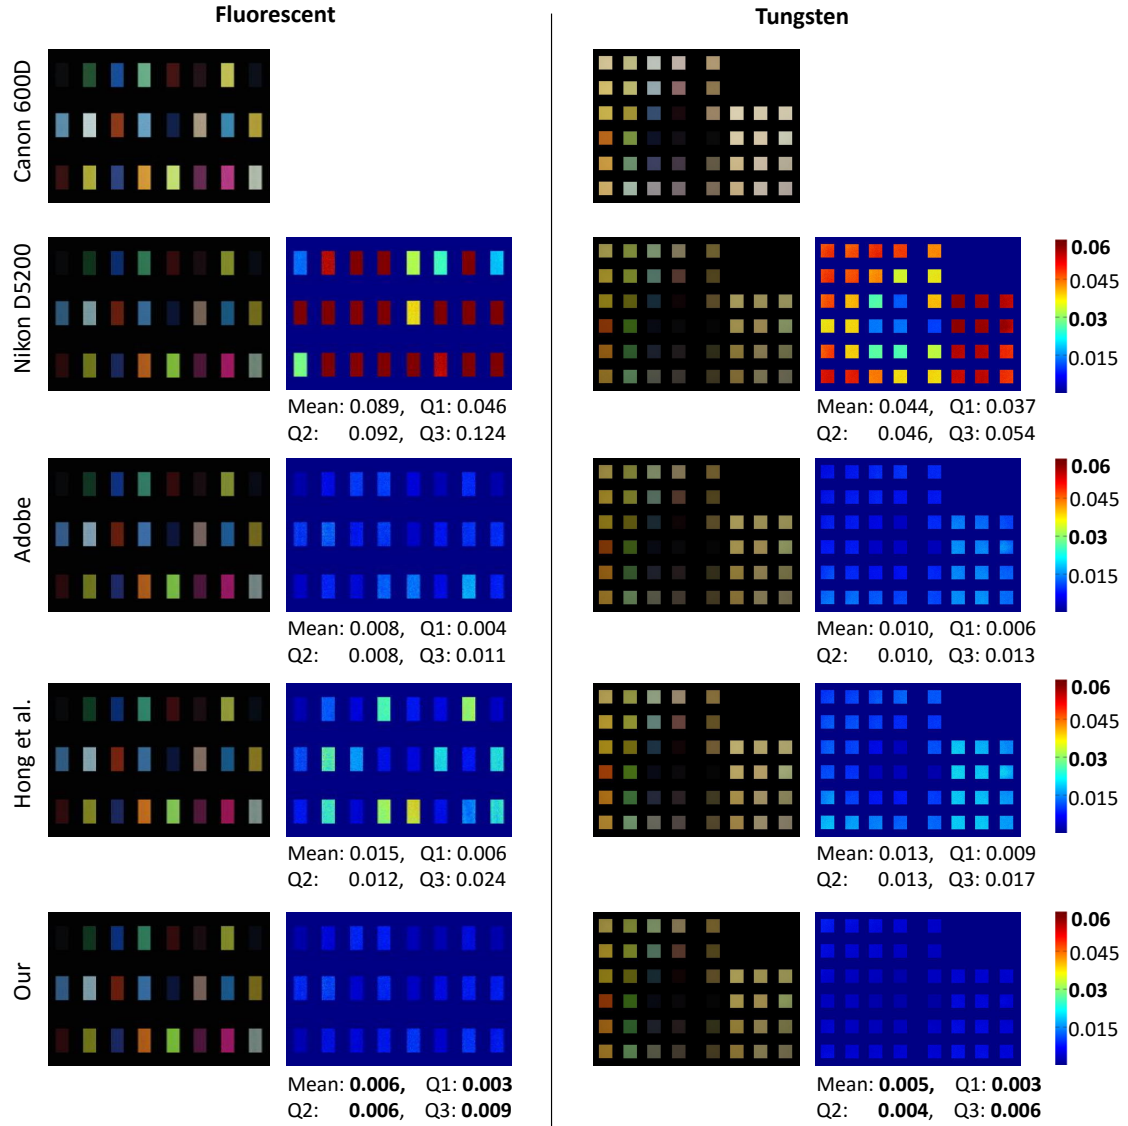 Fluorescent
Tungsten
Canon 600D
Nikon D5200
0.06
0.045
0.03
0.015
Mean: 0.089, Q1: 0.046
Q2: 0.092, Q3: 0.124
Mean: 0.044, Q1: 0.037
Q2: 0.046, Q3: 0.054
Adobe
0.06
0.045
0.03
0.015
Mean: 0.008, Q1: 0.004
Q2: 0.008, Q3: 0.011
Mean: 0.010, Q1: 0.006
Q2: 0.010, Q3: 0.013
Hong et al.
0.06
0.045
0.03
0.015
Mean: 0.015, Q1: 0.006
Q2: 0.012, Q3: 0.024
Mean: 0.013, Q1: 0.009
Q2: 0.013, Q3: 0.017
Our
0.06
0.045
0.03
0.015
Mean: 0.006, Q1: 0.003
Q2: 0.006, Q3: 0.009
Mean: 0.005, Q1: 0.003
Q2: 0.004, Q3: 0.006